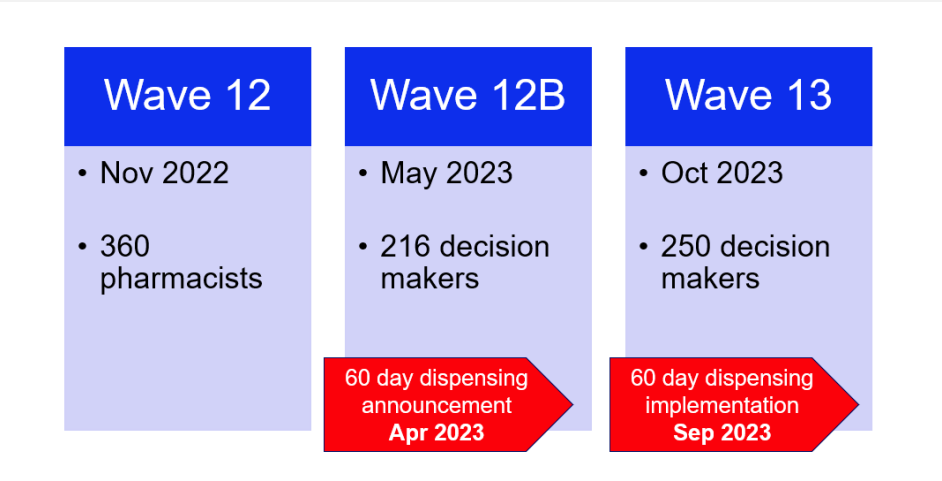 Wave 12
• Nov 2022
• 360
pharmacists
Wave 12B
• May 2023
• 216 decision
makers
60 day dispensing
announcement
Apr 2023
Wave 13
• Oct 2023
• 250 decision
makers
60 day dispensing
implementation
Sep 2023